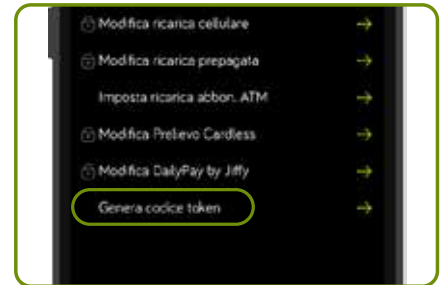 Modifica ricarica cellulare
Modifica ricarica prepagata
Imposta ricarica abbon. ATM
Modifica Prelievo Cardless
Modifica DailyPay by Jiffy
Genera codice token